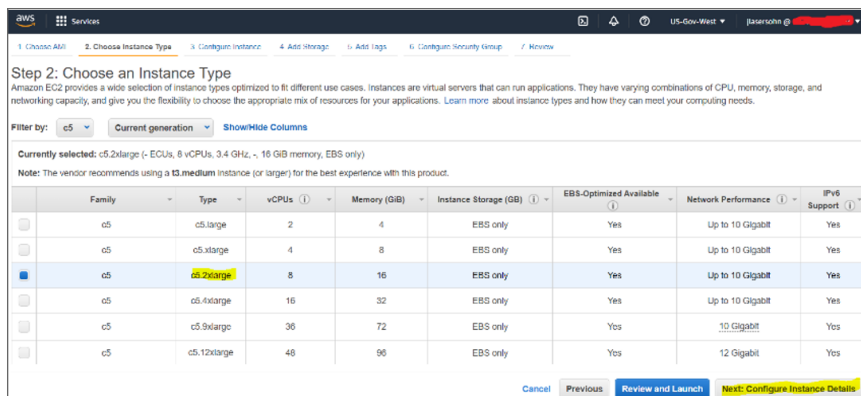 aws Services US-Gov-West jlasersohn @
1. Choose AMI 2. Choose Instance Type 3. Configure Instance 4. Add Storage 5. Add Tags 6. Configure Security Group 7. Review
Step 2: Choose an Instance Type
Amazon EC2 provides a wide selection of instance types optimized to fit different use cases. Instances are virtual servers that can run applications. They have varying combinations of CPU, memory, storage, and
networking capacity, and give you the flexibility to choose the appropriate mix of resources for your applications. Learn more about instance types and how they can meet your computing needs.
Filter by: c5 Current generation Show/Hide Columns
Currently selected: c5.2xlarge (- ECUs, 8 vCPUs, 3.4 GHz, -, 16 GiB memory, EBS only)
Note: The vendor recommends using a t3.medium instance (or larger) for the best experience with this product.
Family Type vCPUs Memory (GiB) Instance Storage (GB) EBS-Optimized Available Network Performance IPv6 Support
c5 c5.large 2 4 EBS only Yes Up to 10 Gigabit Yes
c5 c5.xlarge 4 8 EBS only Yes Up to 10 Gigabit Yes
c5 c5.2xlarge 8 16 EBS only Yes Up to 10 Gigabit Yes
c5 c5.4xlarge 16 32 EBS only Yes Up to 10 Gigabit Yes
c5 c5.9xlarge 36 72 EBS only Yes 10 Gigabit Yes
c5 c5.12xlarge 48 96 EBS only Yes 12 Gigabit Yes
Cancel Previous Review and Launch Next: Configure Instance Details